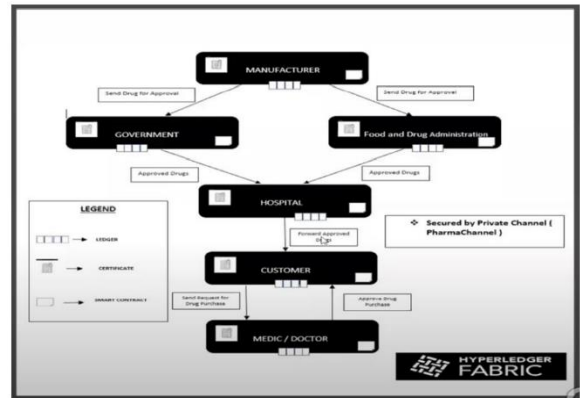 MANUFACTURER
Send Drug for Approval
Send Drug for Approval
GOVERNMENT
Food and Drug Administration
Approved Drugs
Approved Drugs
HOSPITAL
Forward Approved
❖ Secured by Private Channel (
PharmaChannel )
LEGEND
LEDGER
CERTIFICATE
SMART CONTRACT
CUSTOMER
Send Request for
Drug Purchase
Approve Drug
Purchase
MEDIC / DOCTOR
HYPERLEDGER
FABRIC